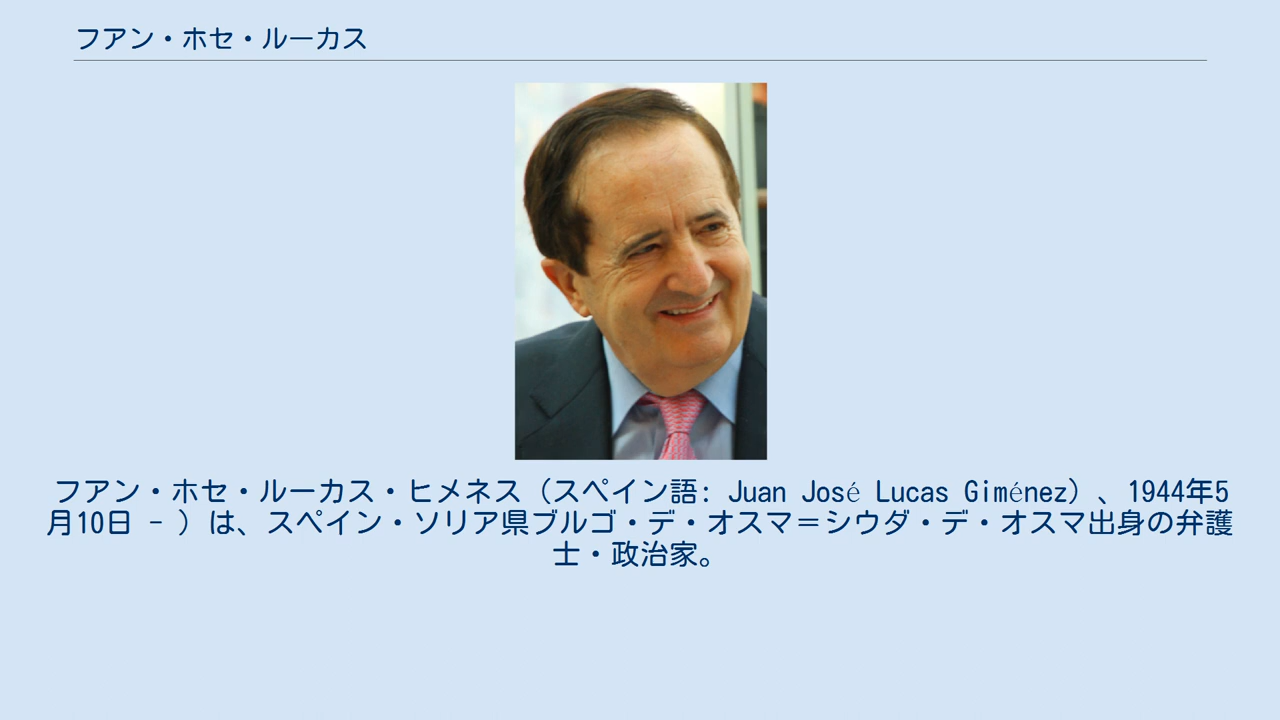 フアン・ホセ・ルーカス
フアン・ホセ・ルーカス・ヒメネス（スペイン語: Juan José Lucas Giménez）、1944年5
月10日 - ）は、スペイン・ソリア県ブルゴ・デ・オスマ＝シウダ・デ・オスマ出身の弁護
士・政治家。